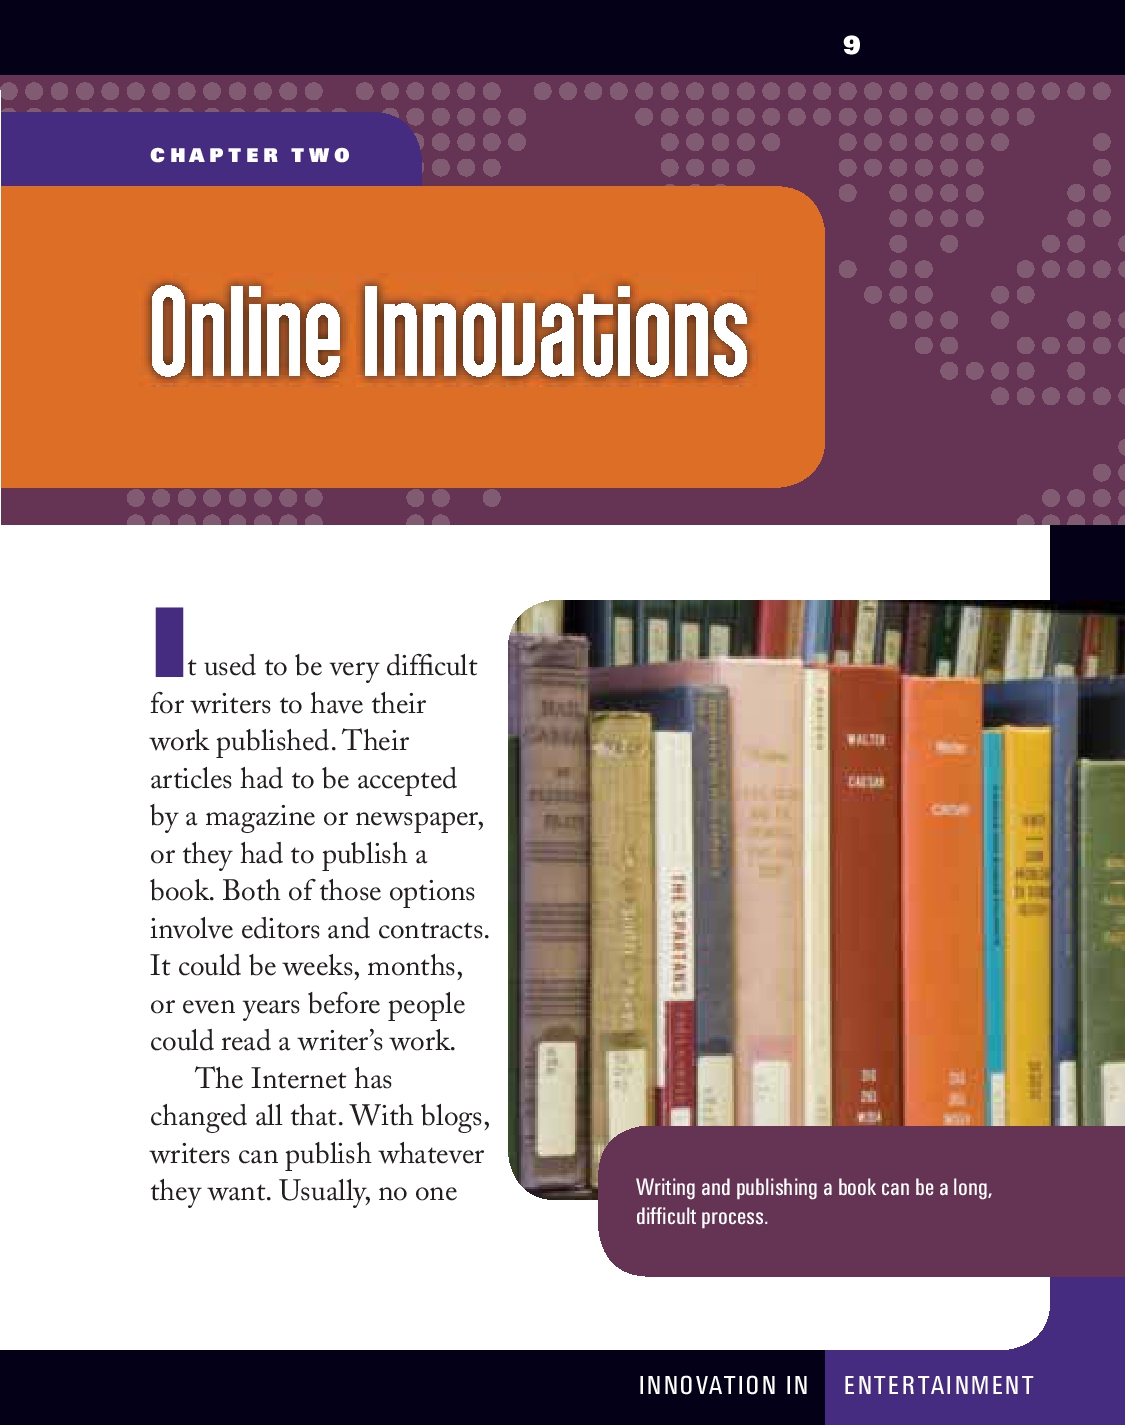 9
CHAPTER TWO
Online Innovations
It used to be very difficult
for writers to have their
work published. Their
articles had to be accepted
by a magazine or newspaper,
or they had to publish a
book. Both of those options
involve editors and contracts.
It could be weeks, months,
or even years before people
could read a writer’s work.
The Internet has
changed all that. With blogs,
writers can publish whatever
they want. Usually, no one
WALTER
CAESAR
THE SPARTANS
Writing and publishing a book can be a long,
difficult process.
INNOVATION IN ENTERTAINMENT